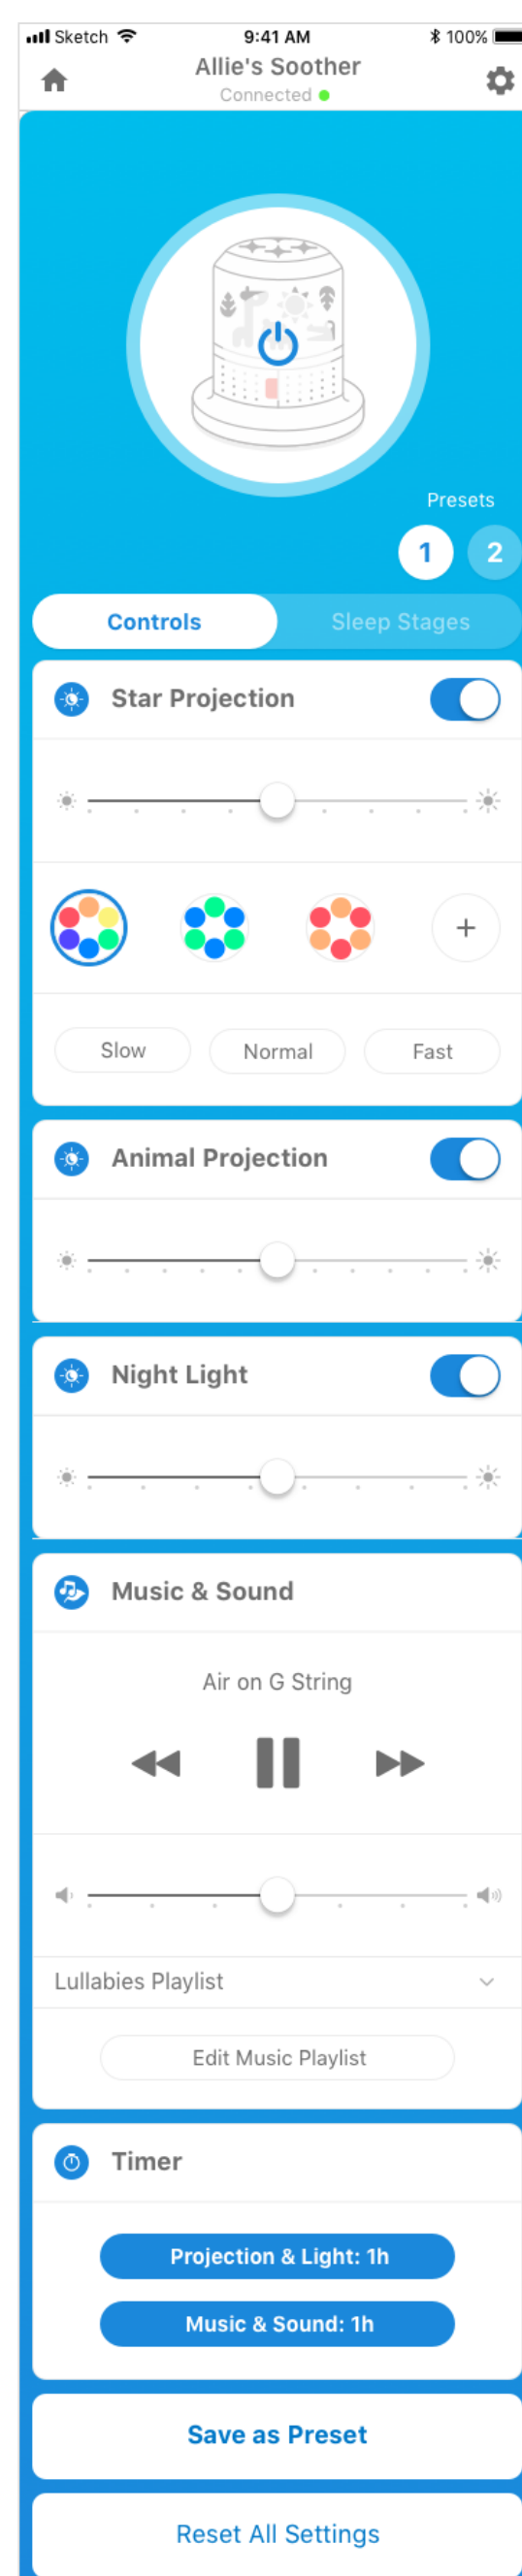 Sketch 9:41 AM 100%
Allie's Soother
Connected
Presets
1 2
Controls Sleep Stages
Star Projection
Slow Normal Fast
Animal Projection
Night Light
Music & Sound
Air on G String
Lullabies Playlist
Edit Music Playlist
Timer
Projection & Light: 1h
Music & Sound: 1h
Save as Preset
Reset All Settings